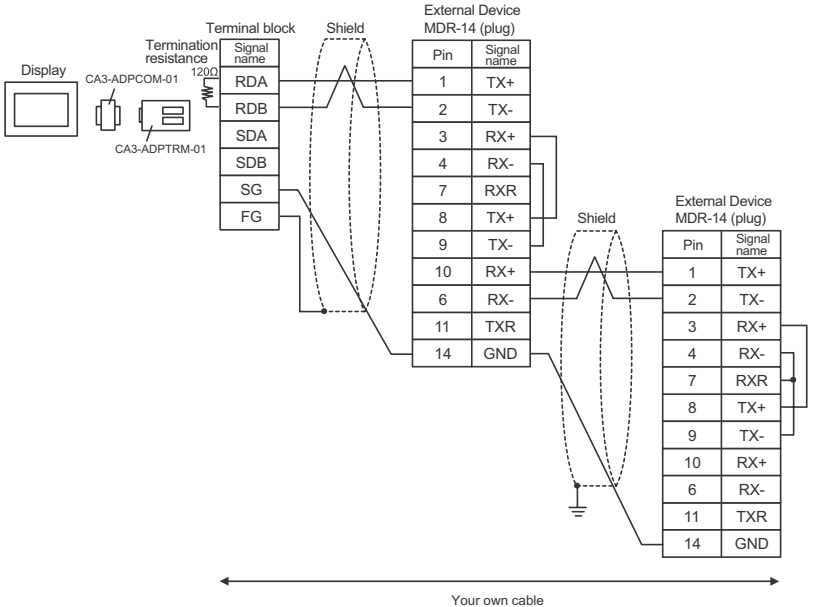 Display
CA3-ADPCOM-01
CA3-ADPTRM-01
Termination
resistance
120Ω
Terminal block
Signal
name
RDA
RDB
SDA
SDB
SG
FG
Shield
External Device
MDR-14 (plug)
Pin Signal
name
1 TX+
2 TX-
3 RX+
4 RX-
7 RXR
8 TX+
9 TX-
10 RX+
6 RX-
11 TXR
14 GND
Shield
External Device
MDR-14 (plug)
Pin Signal
name
1 TX+
2 TX-
3 RX+
4 RX-
7 RXR
8 TX+
9 TX-
10 RX+
6 RX-
11 TXR
14 GND
Your own cable